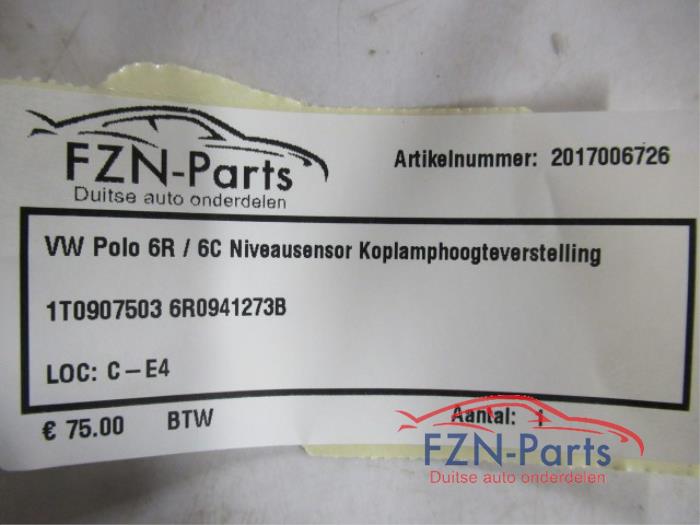 FZN-Parts
Duitse auto onderdelen
Artikelnummer: 2017006726
VW Polo 6R / 6C Niveausensor Koplamphoogteverstelling
1T0907503 6R0941273B
LOC: C-E4
€ 75.00 BTW Aantal: 1
FZN-Parts
Duitse auto onderdelen